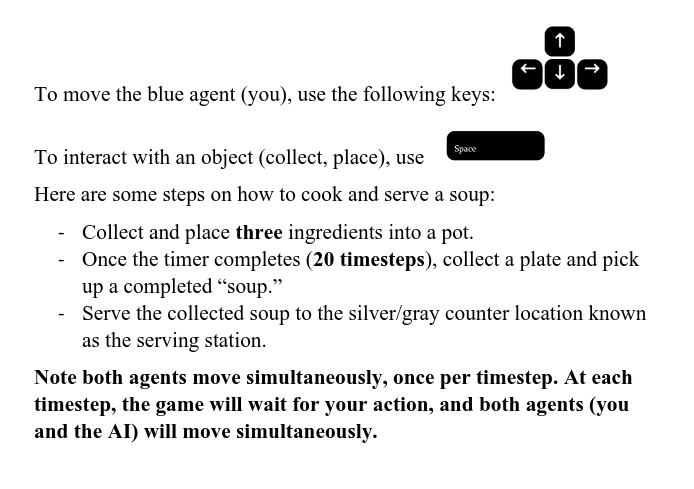 ↑
← ↓ →
To move the blue agent (you), use the following keys:
Space
To interact with an object (collect, place), use
Here are some steps on how to cook and serve a soup:
- Collect and place three ingredients into a pot.
- Once the timer completes (20 timesteps), collect a plate and pick
up a completed “soup.”
- Serve the collected soup to the silver/gray counter location known
as the serving station.
Note both agents move simultaneously, once per timestep. At each
timestep, the game will wait for your action, and both agents (you
and the AI) will move simultaneously.